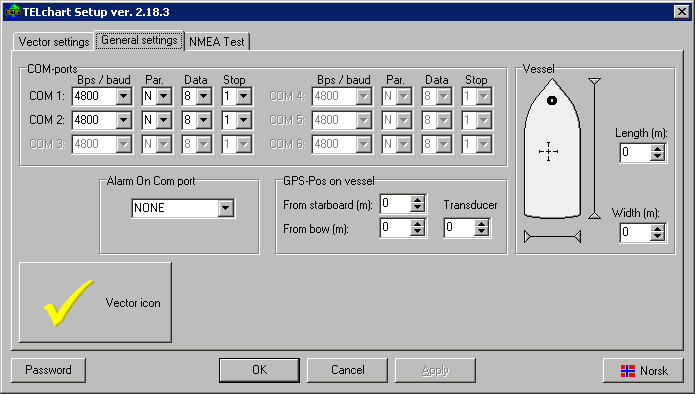 TELchart Setup ver. 2.18.3
Vector settings General settings NMEA Test
COM-ports
Bps / baud Par. Data Stop Bps / baud Par. Data Stop
COM 1: 4800 N 8 1 COM 4: 4800 N 8 1
COM 2: 4800 N 8 1 COM 5: 4800 N 8 1
COM 3: 4800 N 8 1 COM 6: 4800 N 8 1
Vessel
Length (m):
0
Width (m):
0
Alarm On Com port
NONE
GPS-Pos on vessel
From starboard (m): 0 Transducer
From bow (m): 0 0
Vector icon
Password OK Cancel Apply Norsk